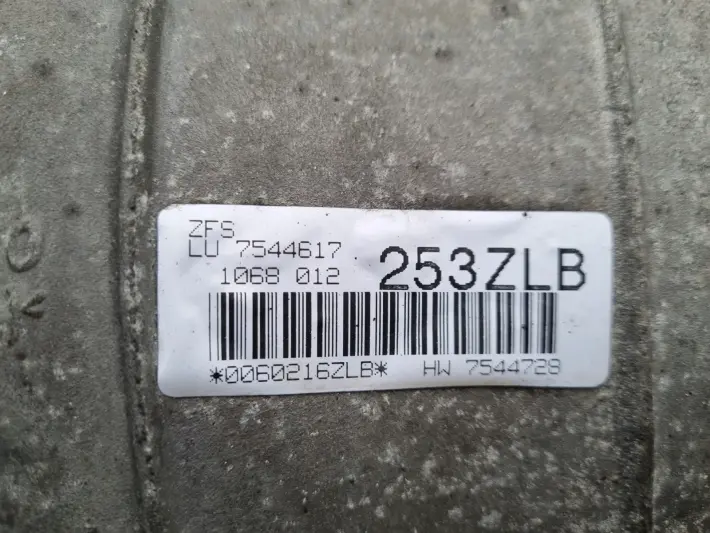 ZFS
LU 7544617
1068 012 253ZLB
*0060216ZLB* HW 7544728